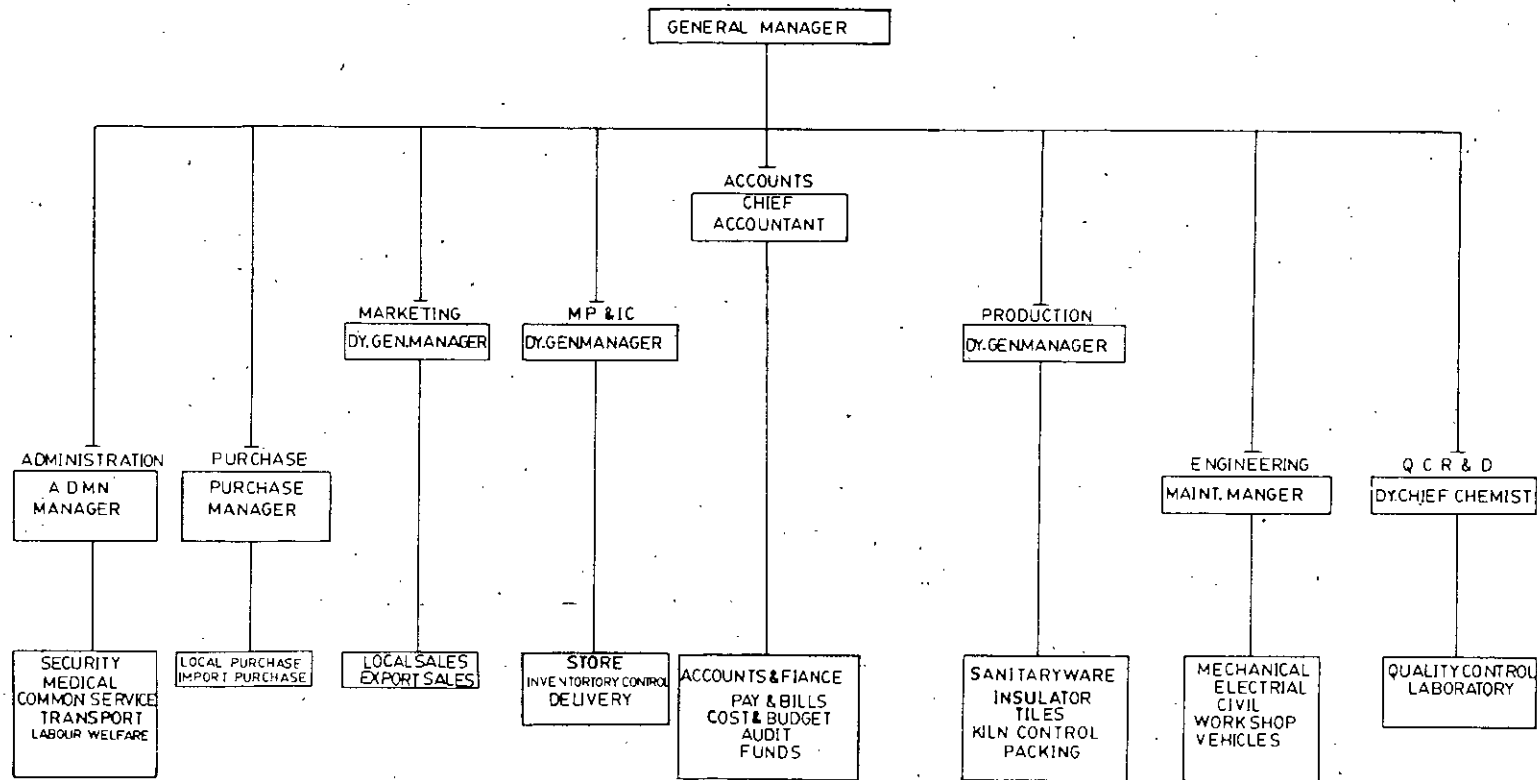 GENERAL MANAGER
ACCOUNTS
CHIEF
ACCOUNTANT
MARKETING
DY.GEN.MANAGER
MP & IC
DY.GENMANAGER
PRODUCTION
DY.GENMANAGER
ADMINISTRATION
ADMN
MANAGER
PURCHASE
PURCHASE
MANAGER
ENGINEERING
MAINT. MANGER
Q C R & D
DY.CHIEF CHEMIST
SECURITY
MEDICAL
COMMON SERVICE
TRANSPORT
LABOUR WELFARE
LOCAL PURCHASE
IMPORT PURCHASE
LOCAL SALES
EXPORT SALES
STORE
INVENTORTORY CONTROL
DELIVERY
ACCOUNTS & FIANCE
PAY & BILLS
COST & BUDGET
AUDIT
FUNDS
SANITARYWARE
INSULATOR
TILES
KILN CONTROL
PACKING
MECHANICAL
ELECTRIAL
CIVIL
WORKSHOP
VEHICLES
QUALITY CONTROL
LABORATORY